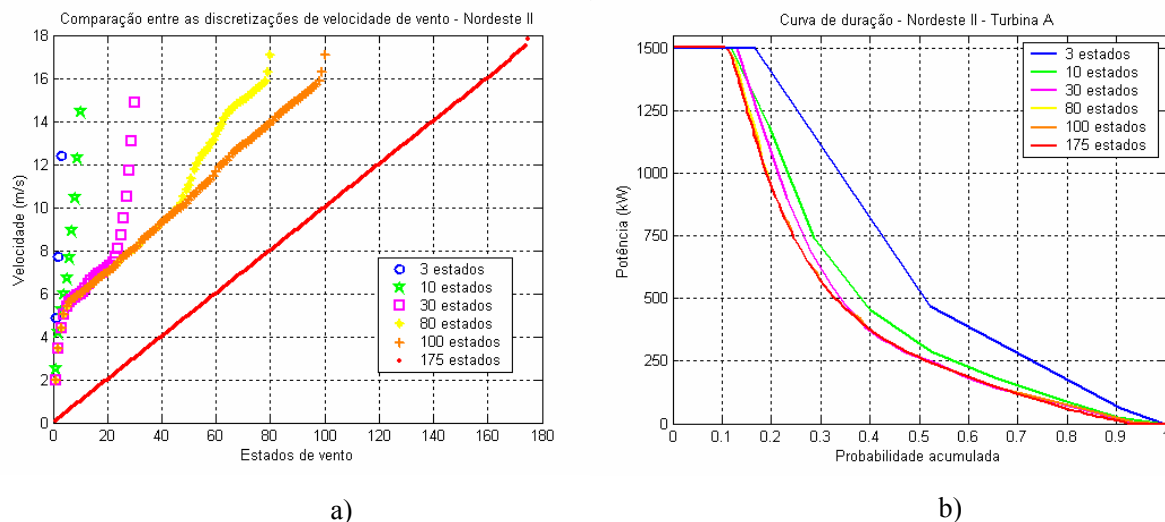 Comparação entre as discretizações de velocidade de vento - Nordeste II
18
16
14
12
10
8
6
4
2
0
Velocidade (m/s)
3 estados
10 estados
30 estados
80 estados
100 estados
175 estados
0 20 40 60 80 100 120 140 160 180
Estados de vento
a)
Curva de duração - Nordeste II - Turbina A
1500
1250
1000
750
500
250
0
Potência (kW)
3 estados
10 estados
30 estados
80 estados
100 estados
175 estados
0 0.1 0.2 0.3 0.4 0.5 0.6 0.7 0.8 0.9 1
Probabilidade acumulada
b)